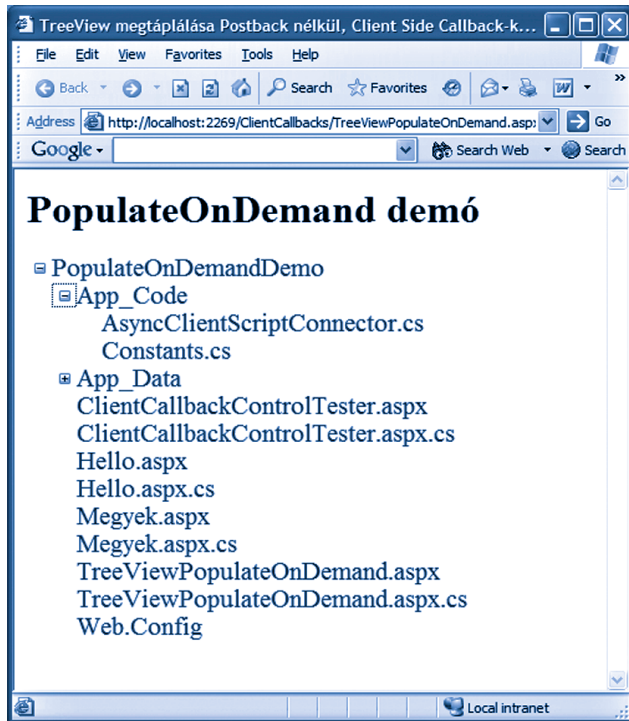 TreeView megtáplálása Postback nélkül, Client Side Callback-k...
File Edit View Favorites Tools Help
Back Search Favorites »
Address http://localhost:2269/ClientCallbacks/TreeViewPopulateOnDemand.asp: Go
Google Search Web Search
PopulateOnDemand demó
PopulateOnDemandDemo
App_Code
AsyncClientScriptConnector.cs
Constants.cs
App_Data
ClientCallbackControlTester.aspx
ClientCallbackControlTester.aspx.cs
Hello.aspx
Hello.aspx.cs
Megyek.aspx
Megyek.aspx.cs
TreeViewPopulateOnDemand.aspx
TreeViewPopulateOnDemand.aspx.cs
Web.Config
Local intranet